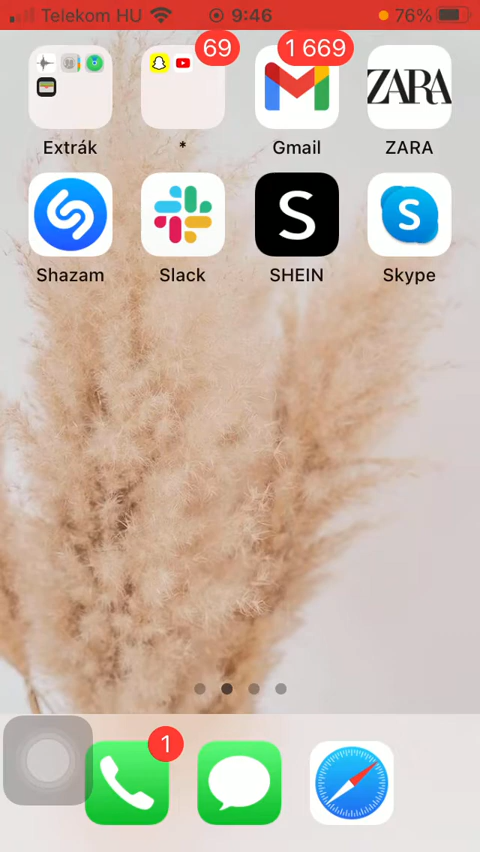 Telekom HU 9:46 76%
69 1 669 ZARA
Extrák * Gmail ZARA
S S
Shazam Slack SHEIN Skype
1